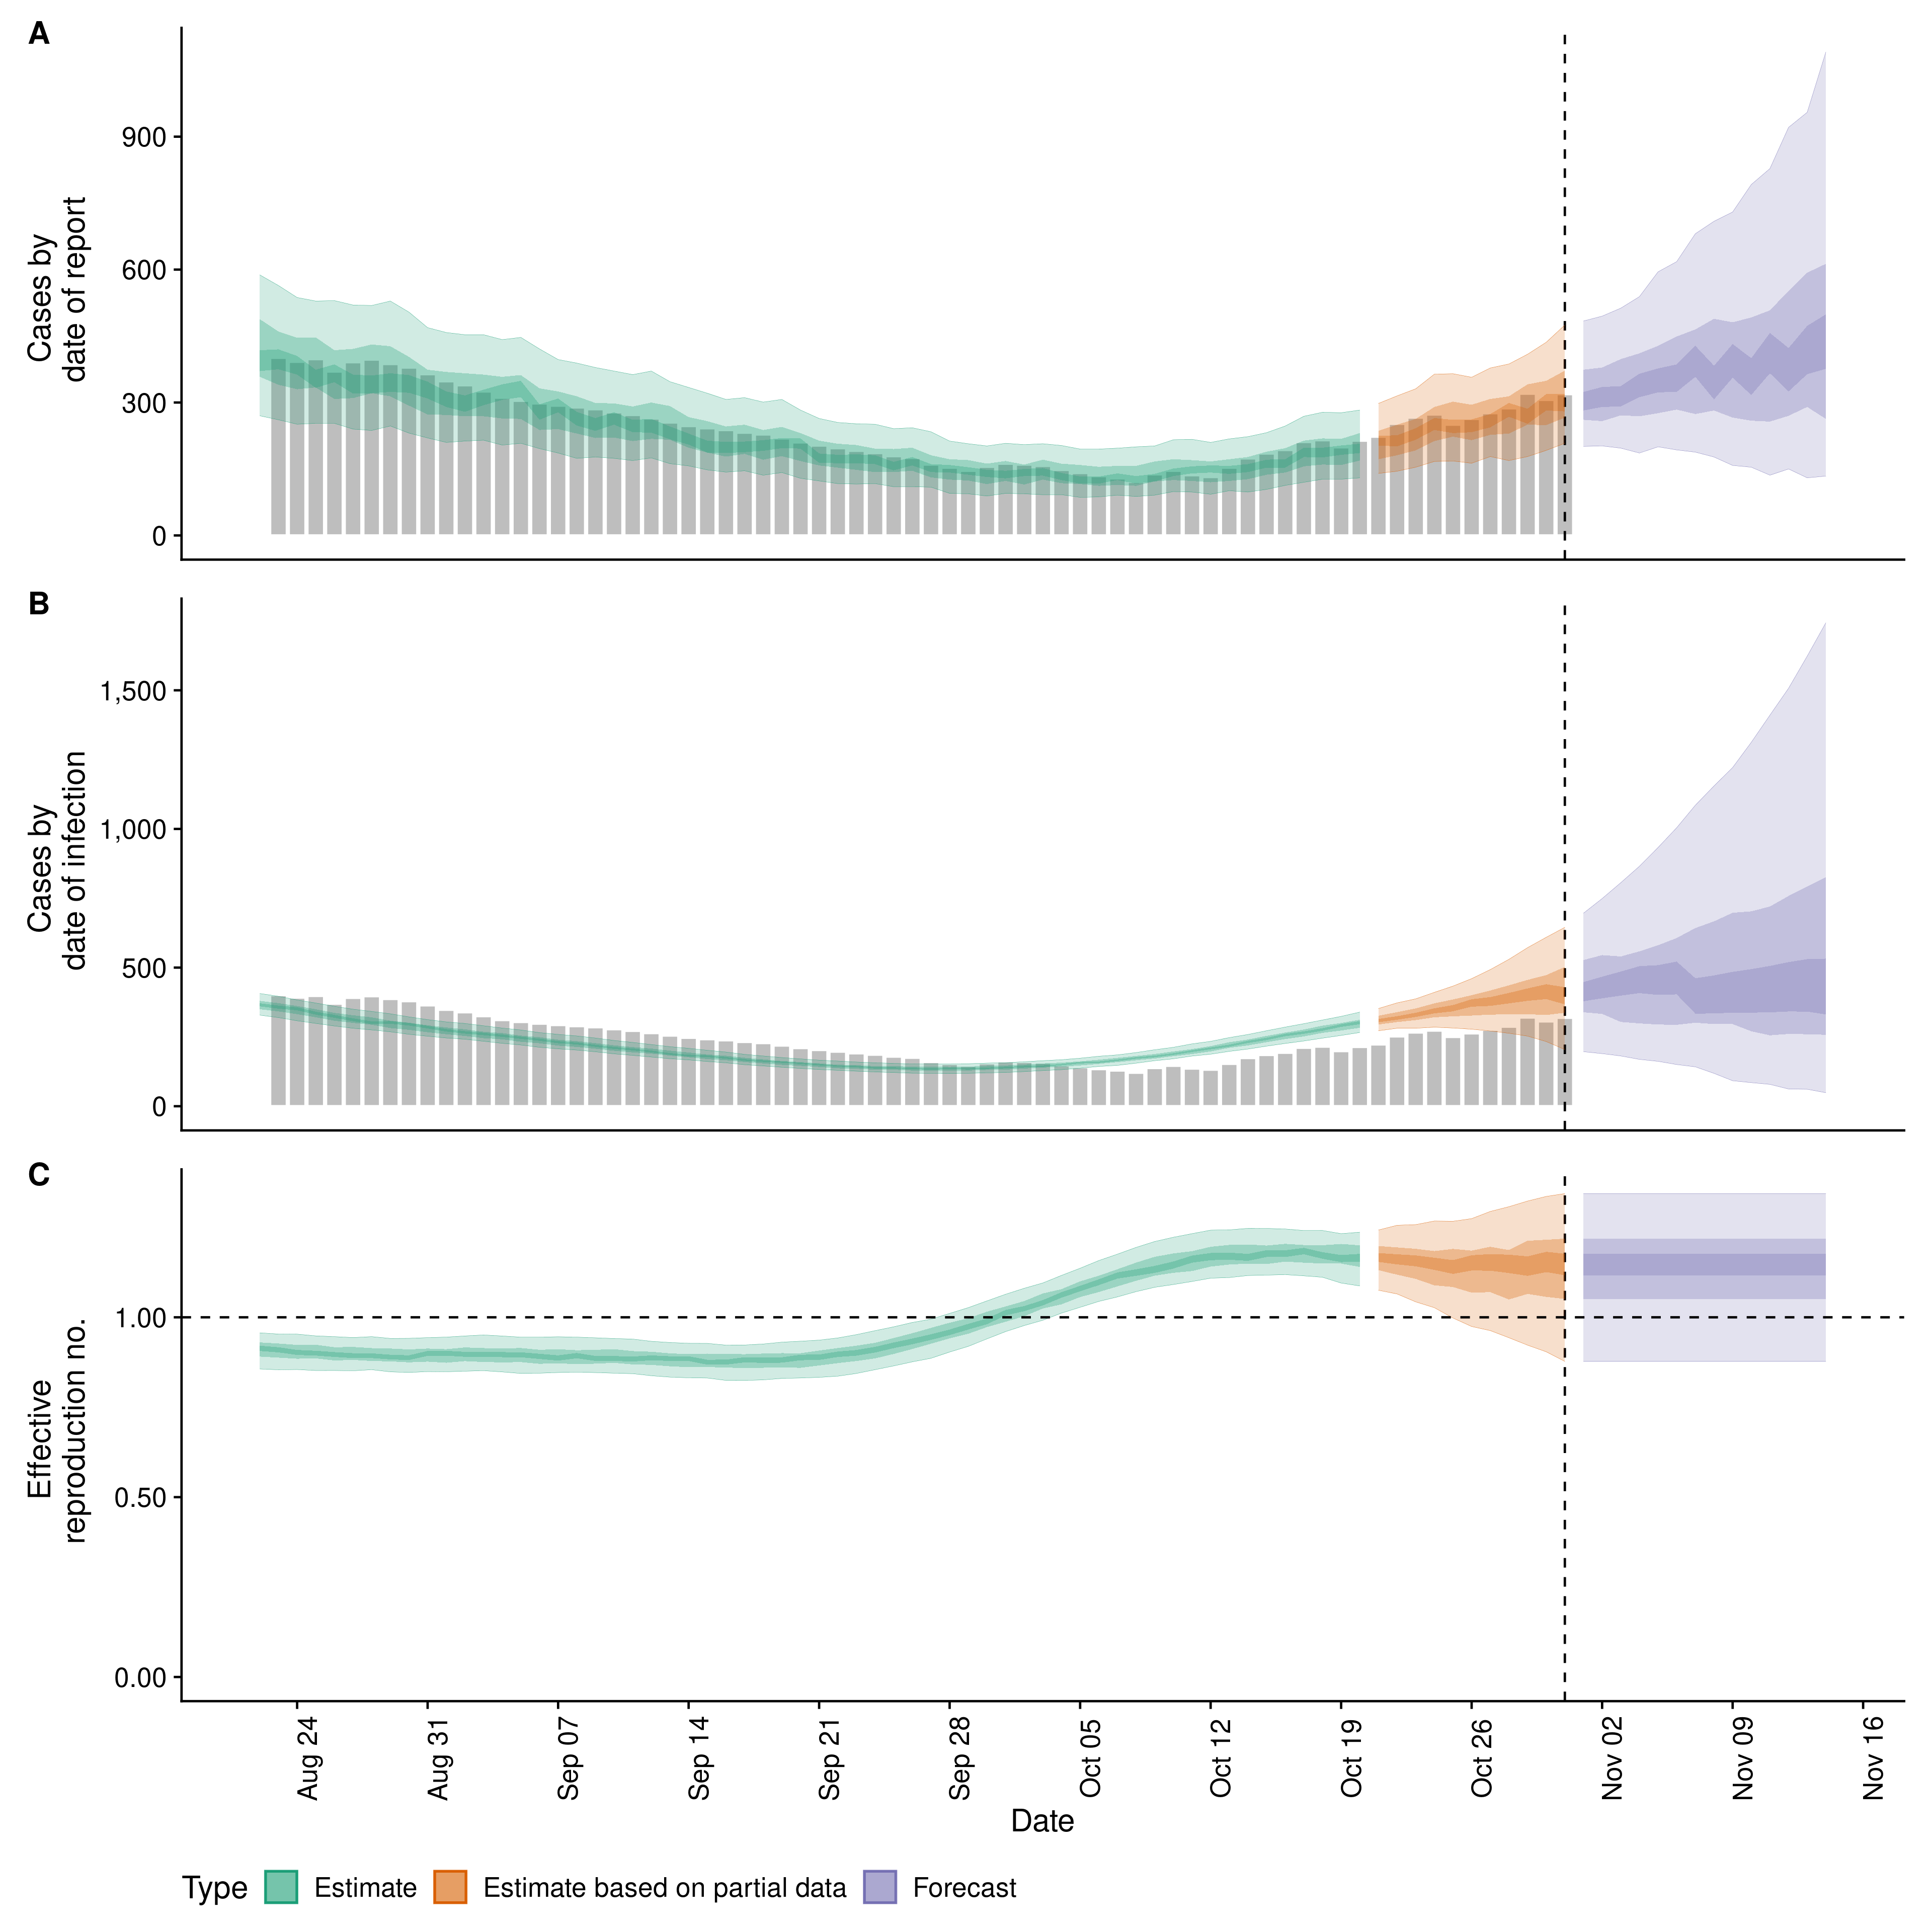 A
Cases by
date of report
900
600
300
0
B
Cases by
date of infection
1,500
1,000
500
0
C
Effective
reproduction no.
1.00
0.50
0.00
Aug 24
Aug 31
Sep 07
Sep 14
Sep 21
Sep 28
Oct 05
Oct 12
Oct 19
Oct 26
Nov 02
Nov 09
Nov 16
Date
Type Estimate Estimate based on partial data Forecast